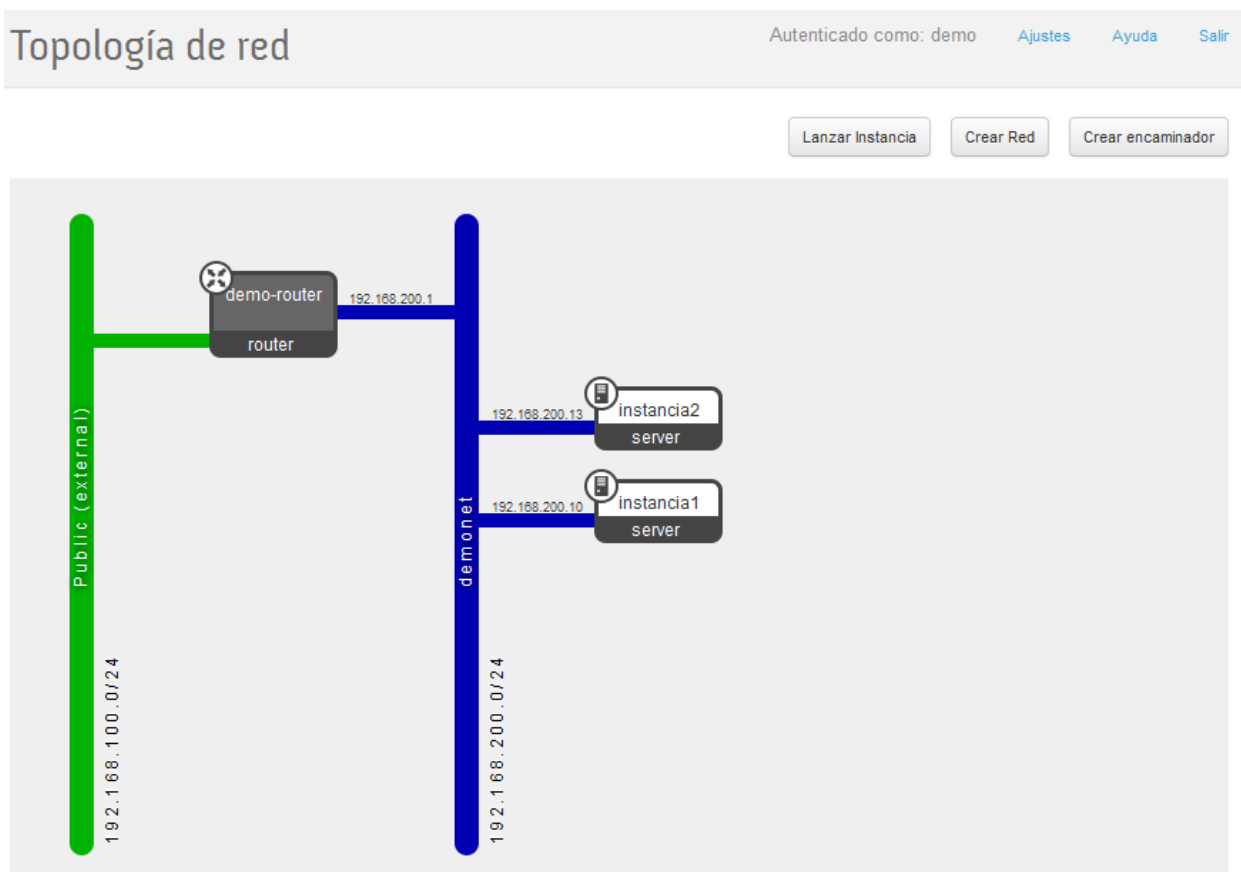 Topología de red
Autenticado como: demo Ajustes Ayuda Salir
Lanzar Instancia Crear Red Crear encaminador
demo-router
router
192.168.200.1
192.168.200.13
instancia2
server
192.168.200.10
instancia1
server
Public (external)
demonet
192.168.100.0/24
192.168.200.0/24